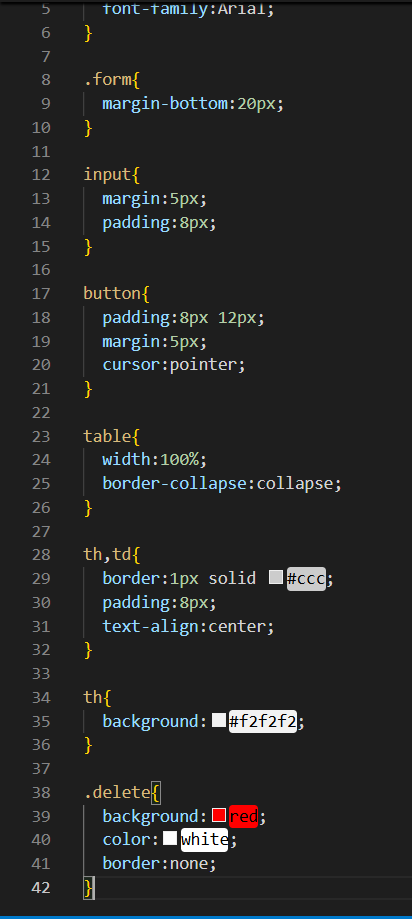 5 font-family:Arial;
6 }
7
8 .form{
9 margin-bottom:20px;
10 }
11
12 input{
13 margin:5px;
14 padding:8px;
15 }
16
17 button{
18 padding:8px 12px;
19 margin:5px;
20 cursor:pointer;
21 }
22
23 table{
24 width:100%;
25 border-collapse:collapse;
26 }
27
28 th,td{
29 border:1px solid #ccc;
30 padding:8px;
31 text-align:center;
32 }
33
34 th{
35 background:#f2f2f2;
36 }
37
38 .delete{
39 background:red;
40 color:white;
41 border:none;
42 }